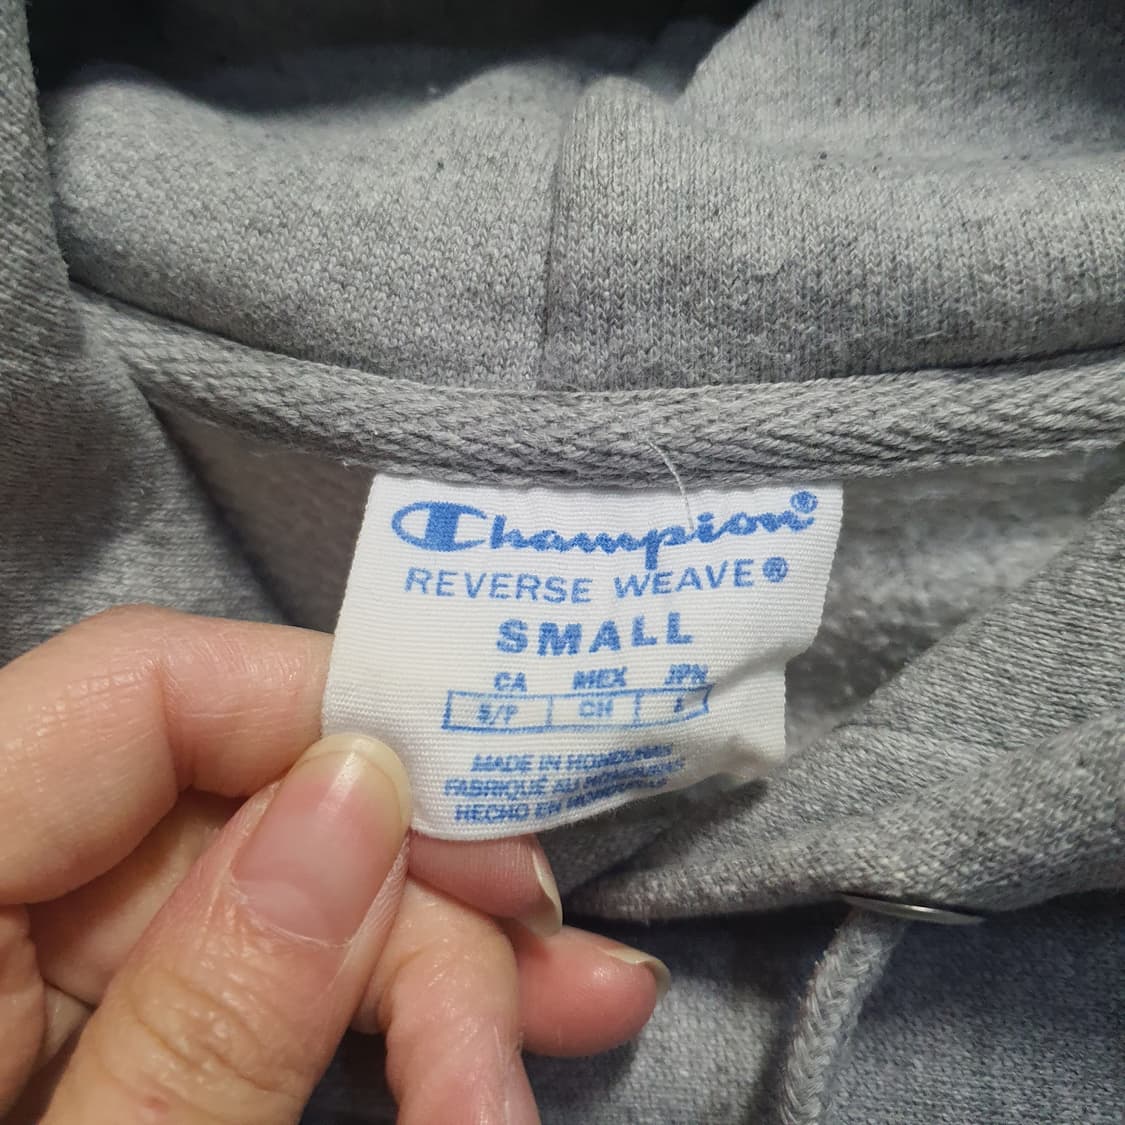 Champion®
REVERSE WEAVE®
SMALL
CA MEX JPN
S/P CH
MADE IN HONDURAS
FABRIQUÉ AU HONDURAS
HECHO EN HONDURAS